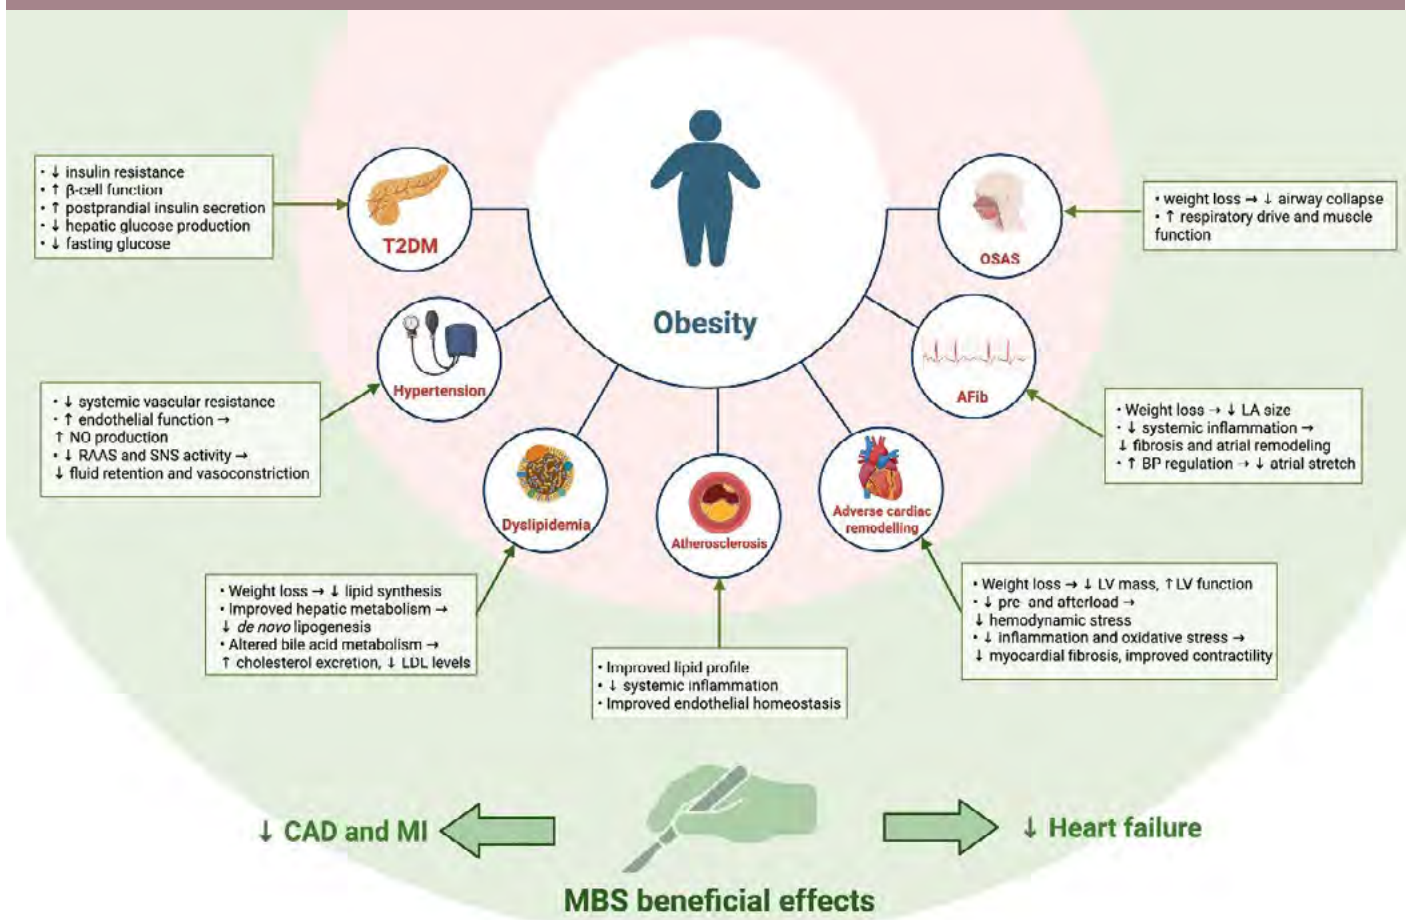 Obesity
• ↓ insulin resistance
• ↑ β-cell function
• ↑ postprandial insulin secretion
• ↓ hepatic glucose production
• ↓ fasting glucose
T2DM
OSAS
• weight loss → ↓ airway collapse
• ↑ respiratory drive and muscle
function
Hypertension
AFib
• ↓ systemic vascular resistance
• ↑ endothelial function →
↑ NO production
• ↓ RAAS and SNS activity →
↓ fluid retention and vasoconstriction
• Weight loss → ↓ LA size
• ↓ systemic inflammation →
↓ fibrosis and atrial remodeling
• ↑ BP regulation → ↓ atrial stretch
Dyslipidemia
Atherosclerosis
Adverse cardiac
remodelling
• Weight loss → ↓ lipid synthesis
• Improved hepatic metabolism →
↓ de novo lipogenesis
• Altered bile acid metabolism →
↑ cholesterol excretion, ↓ LDL levels
• Improved lipid profile
• ↓ systemic inflammation
• Improved endothelial homeostasis
• Weight loss → ↓ LV mass, ↑ LV function
• ↓ pre- and afterload →
↓ hemodynamic stress
• ↓ inflammation and oxidative stress →
↓ myocardial fibrosis, improved contractility
↓ CAD and MI
↓ Heart failure
MBS beneficial effects